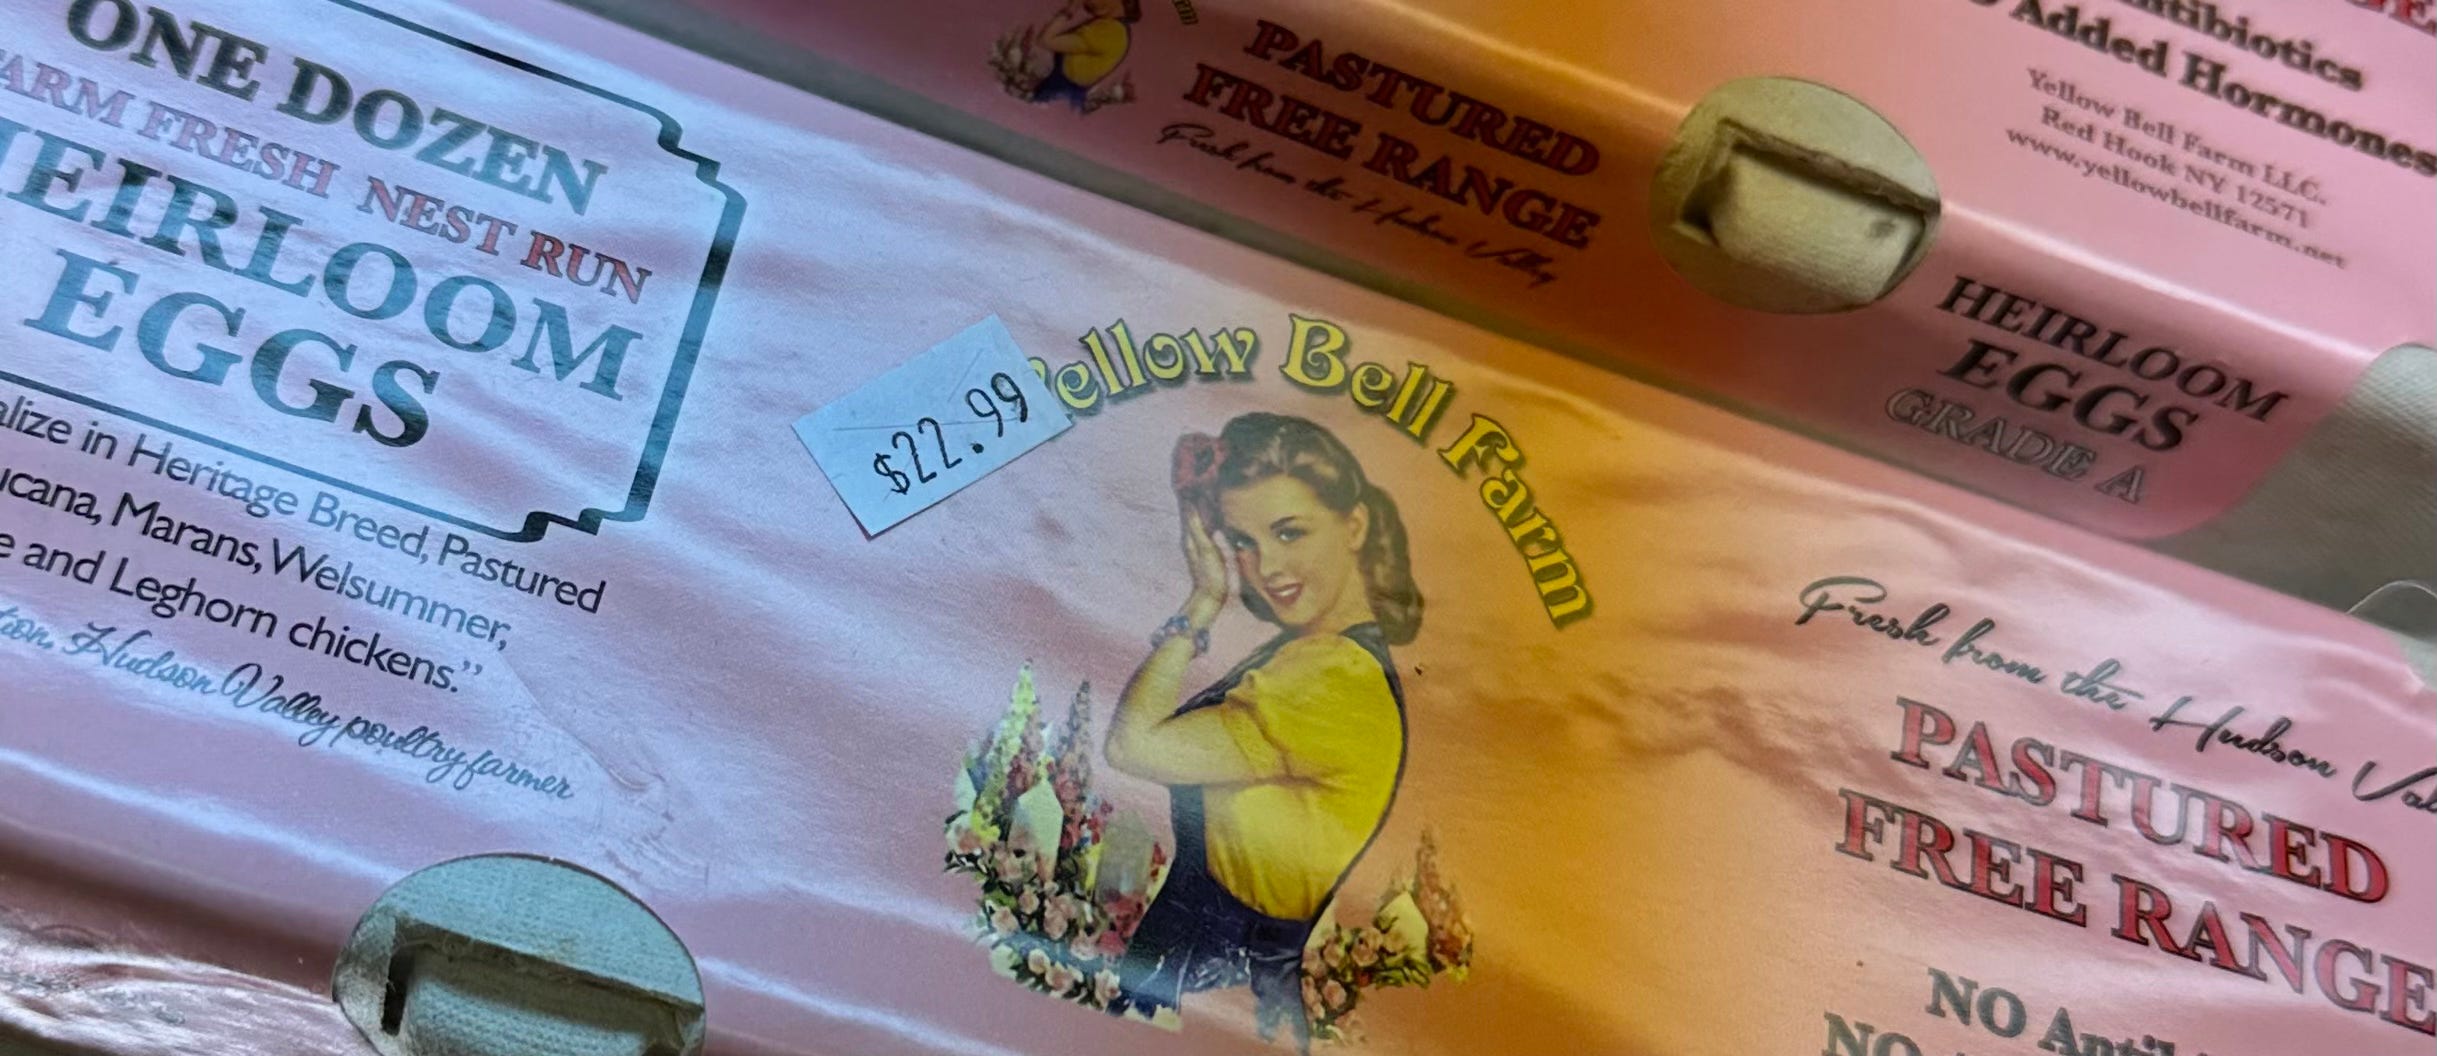 ONE DOZEN
FARM FRESH NEST RUN
HEIRLOOM
EGGS
in Heritage Breed, Pastured
Marans, Welsummer,
and Leghorn chickens.”
Hudson Valley poultry farmer
$22.99
Yellow Bell Farm
Fresh from the Hudson
PASTURED
FREE RANGE
NO
NO
PASTURED
FREE RANGE
Fresh from the Hudson Valley
HEIRLOOM
EGGS
GRADE A
Antibiotics
Added Hormones
Yellow Bell Farm LLC.
Red Hook NY 12571
www.yellowbellfarm.net